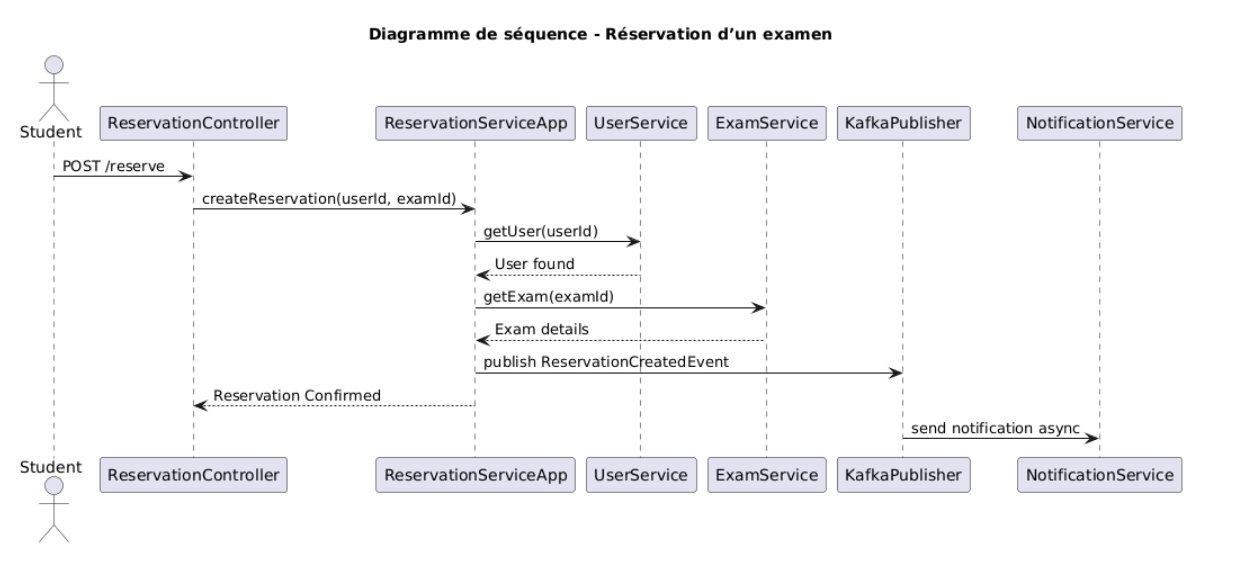 Diagramme de séquence - Réservation d’un examen
Student
ReservationController
ReservationServiceApp
UserService
ExamService
KafkaPublisher
NotificationService
POST /reserve
createReservation(userId, examId)
getUser(userId)
User found
getExam(examId)
Exam details
publish ReservationCreatedEvent
Reservation Confirmed
send notification async
Student
ReservationController
ReservationServiceApp
UserService
ExamService
KafkaPublisher
NotificationService